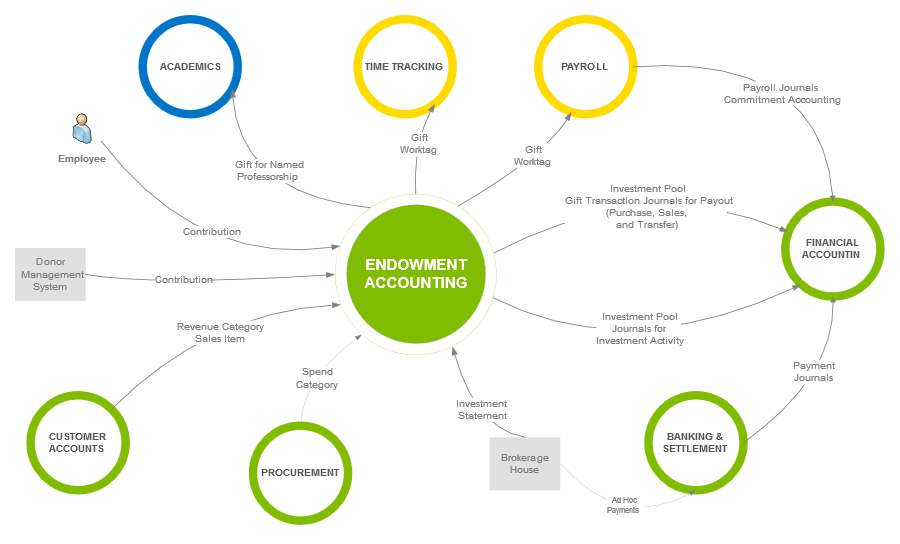 ACADEMICS
TIME TRACKING
PAYROLL
Payroll Journals
Commitment Accounting
Employee
Gift
Worktag
Gift
Worktag
Gift for Named
Professorship
Investment Pool
Gift Transaction Journals for Payout
(Purchase, Sales,
and Transfer)
Contribution
FINANCIAL
ACCOUNTIN
Donor
Management
System
Contribution
ENDOWMENT
ACCOUNTING
Revenue Category
Sales Item
Investment Pool
Journals for
Investment Activity
Spend
Category
Payment
Journals
Investment
Statement
CUSTOMER
ACCOUNTS
PROCUREMENT
Brokerage
House
BANKING &
SETTLEMENT
Ad Hoc
Payments